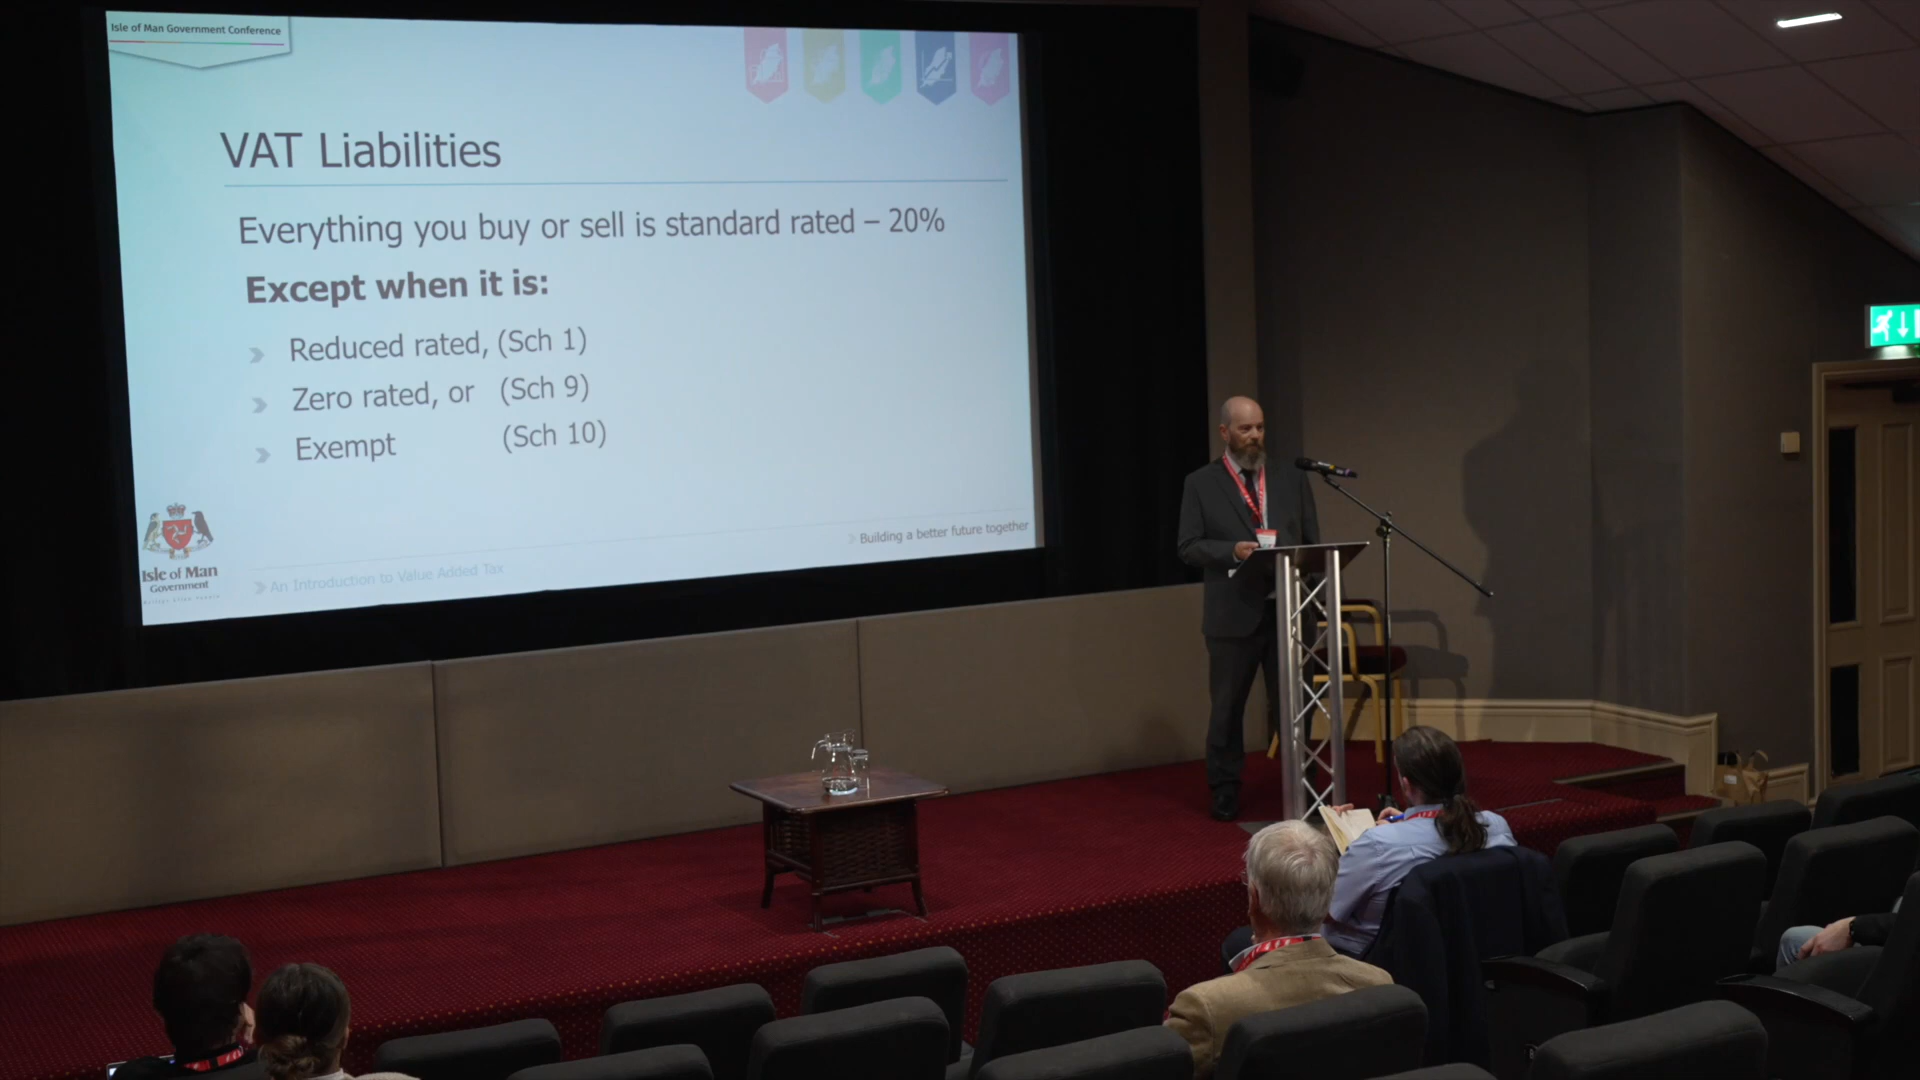 Isle of Man Government Conference
VAT Liabilities
Everything you buy or sell is standard rated – 20%
Except when it is:
Reduced rated, (Sch 1)
Zero rated, or (Sch 9)
Exempt (Sch 10)
Building a better future together
Isle of Man
Government
An Introduction to Value Added Tax